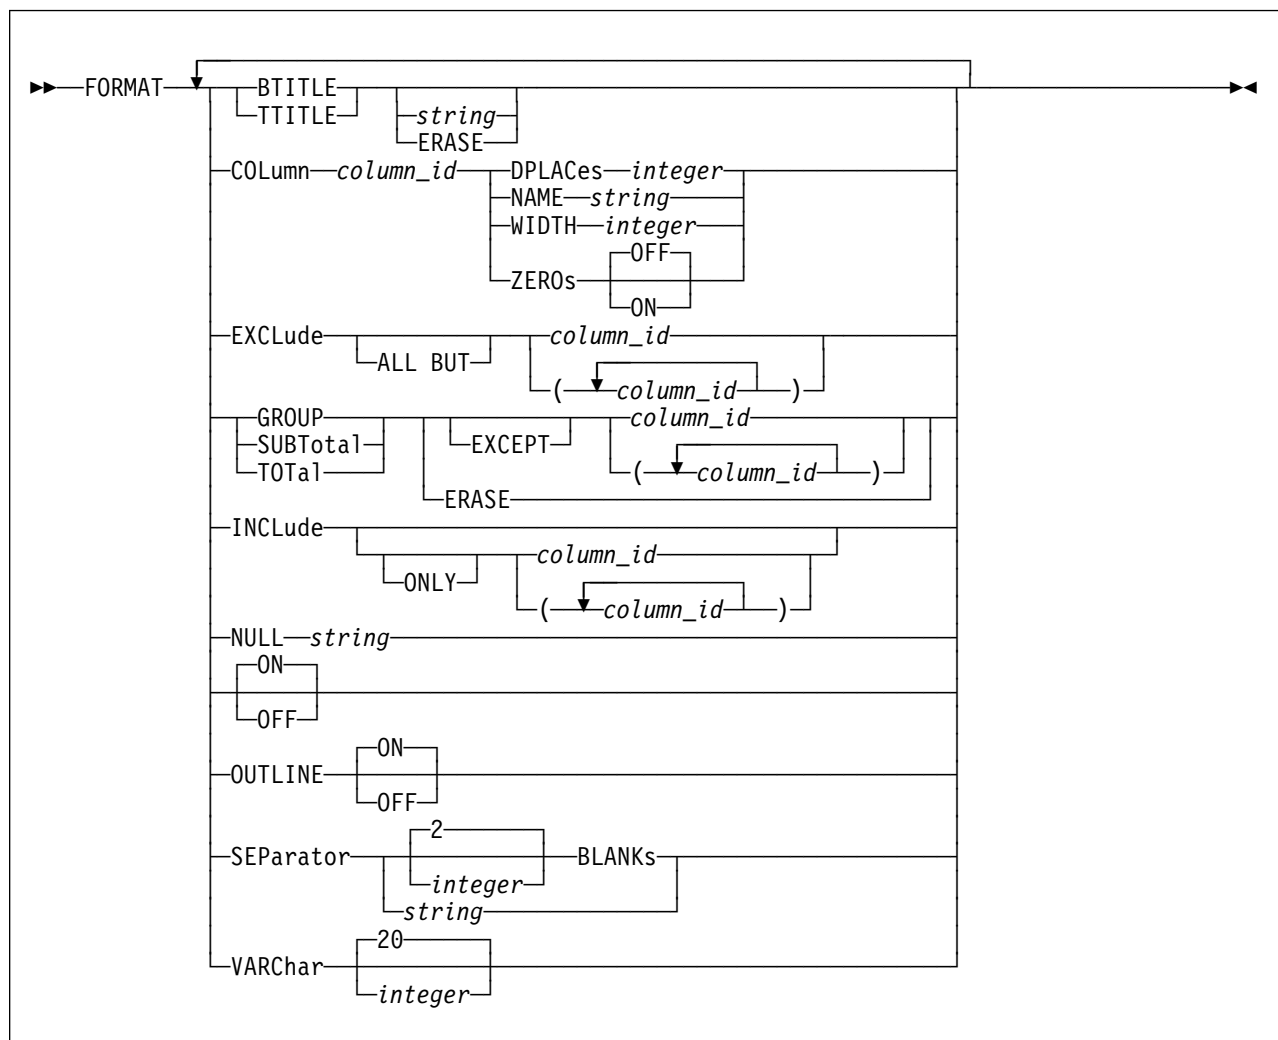 FORMAT BTITLE
TTITLE string
ERASE
COLumn column_id DPLACes integer
NAME string
WIDTH integer
OFF
ZEROs
ON
EXCLude column_id
ALL BUT
( column_id )
GROUP column_id
SUBTotal EXCEPT
TOTal ( column_id )
ERASE
INCLude
column_id
ONLY
( column_id )
NULL string
ON
OFF
ON
OUTLINE
OFF
2
SEParator BLANKs
integer
string
20
VARChar
integer